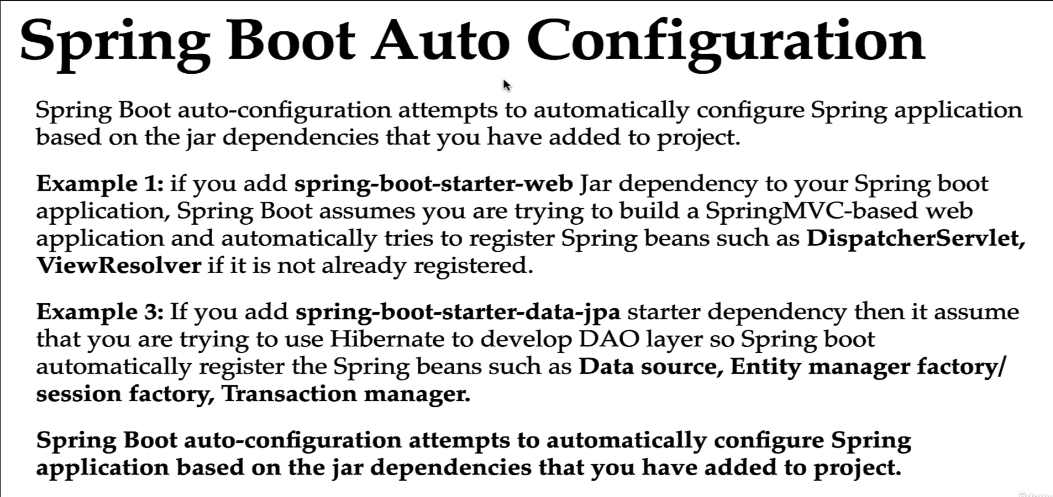 Spring Boot Auto Configuration
Spring Boot auto-configuration attempts to automatically configure Spring application
based on the jar dependencies that you have added to project.
Example 1: if you add spring-boot-starter-web Jar dependency to your Spring boot
application, Spring Boot assumes you are trying to build a SpringMVC-based web
application and automatically tries to register Spring beans such as DispatcherServlet,
ViewResolver if it is not already registered.
Example 3: If you add spring-boot-starter-data-jpa starter dependency then it assume
that you are trying to use Hibernate to develop DAO layer so Spring boot
automatically register the Spring beans such as Data source, Entity manager factory/
session factory, Transaction manager.
Spring Boot auto-configuration attempts to automatically configure Spring
application based on the jar dependencies that you have added to project.